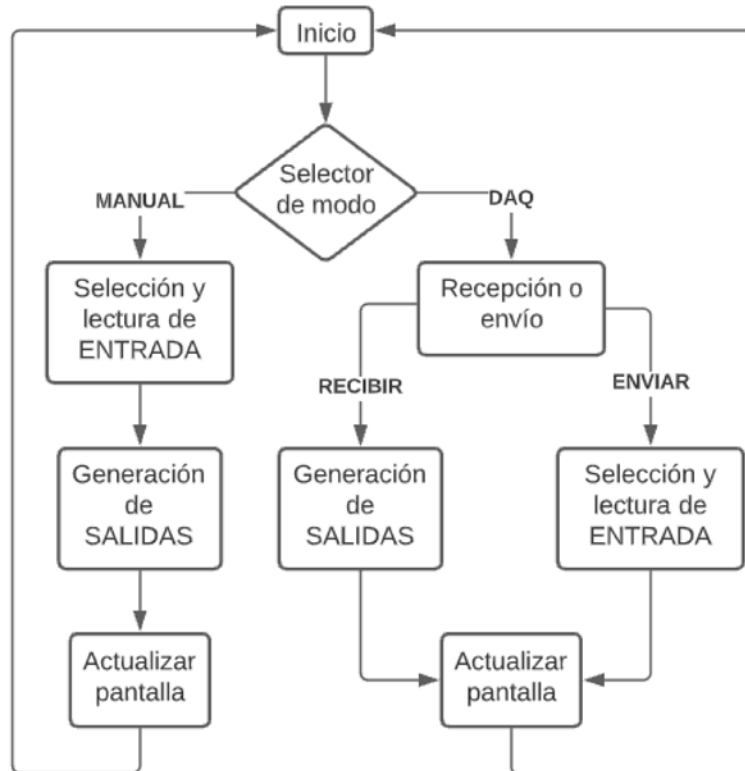 Inicio
Selector
de modo
MANUAL
DAQ
Selección y
lectura de
ENTRADA
Recepción o
envío
RECIBIR
ENVIAR
Generación
de
SALIDAS
Generación
de
SALIDAS
Selección y
lectura de
ENTRADA
Actualizar
pantalla
Actualizar
pantalla